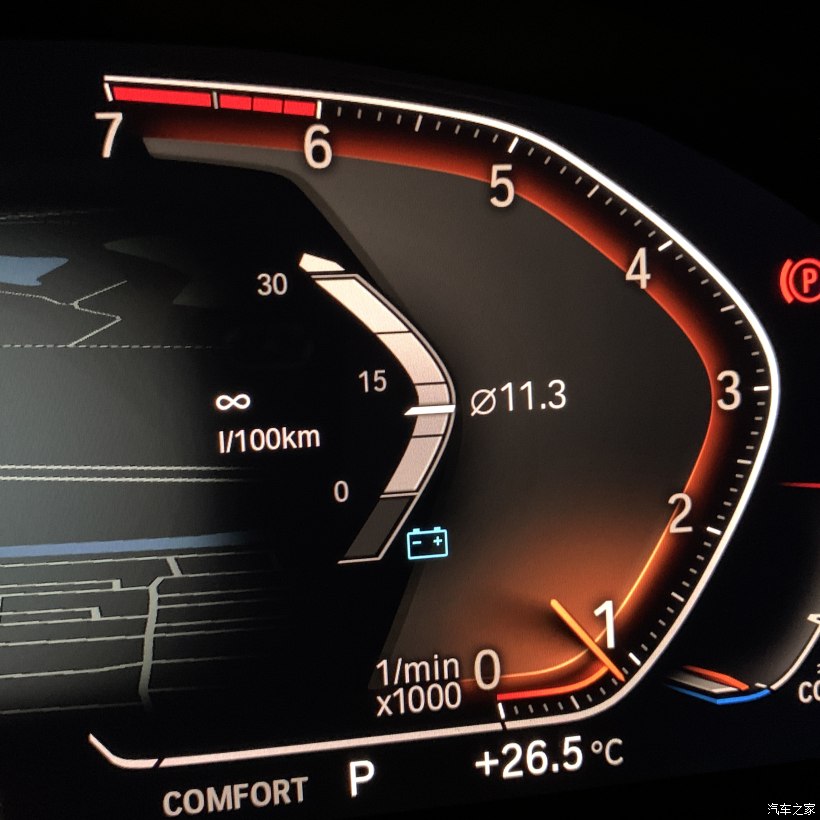 7
6
5
4
3
2
1
0
30
15
0
∞
l/100km
⌀11.3
(P)
- +
1/min
x1000
COMFORT
P
+26.5 °C
汽车之家